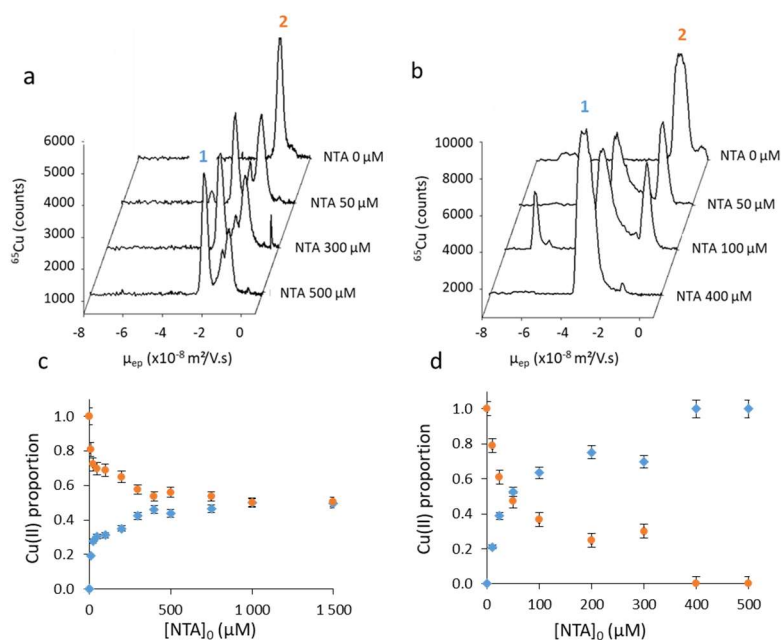 a
2
1
6000
5000
4000
3000
2000
1000
⁶⁵Cu (counts)
NTA 0 µM
NTA 50 µM
NTA 300 µM
NTA 500 µM
-8 -6 -4 -2 0
µep (x10⁻⁸ m²/V.s)
b
2
1
10000
8000
6000
4000
2000
⁶⁵Cu (counts)
NTA 0 µM
NTA 50 µM
NTA 100 µM
NTA 400 µM
-8 -6 -4 -2 0
µep (x10⁻⁸ m²/V.s)
c
1.0
0.8
0.6
0.4
0.2
0.0
Cu(II) proportion
0 500 1 000 1 500
[NTA]₀ (µM)
d
1.0
0.8
0.6
0.4
0.2
0.0
Cu(II) proportion
0 100 200 300 400 500
[NTA]₀ (µM)